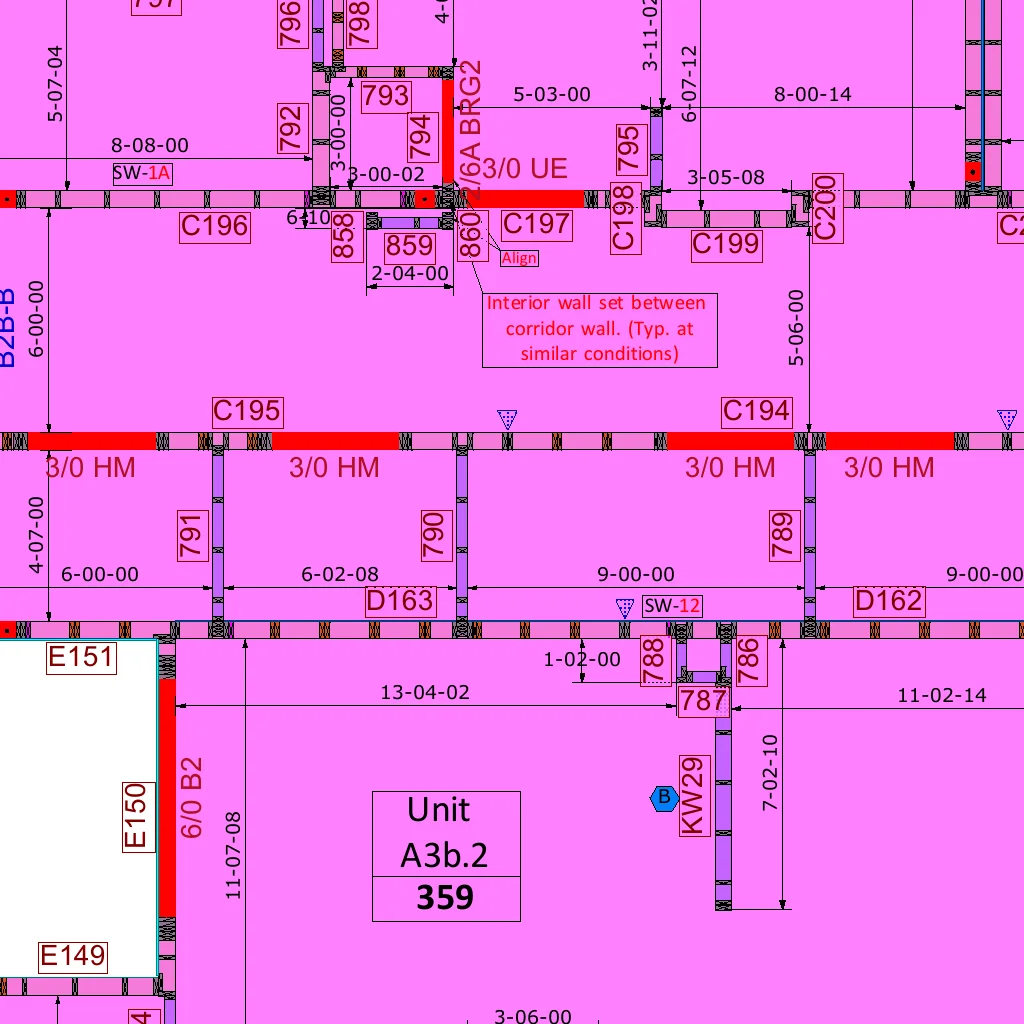 796
798
5-07-04
3-11-02
6-07-12
793
5-03-00
8-00-14
792
3-00-00
794
2/6A BRG2
795
8-08-00
SW-1A
3-00-02
3/0 UE
3-05-08
C196
6-10
858
859
860
C197
C198
C199
C200
Align
2-04-00
Interior wall set between
corridor wall. (Typ. at
similar conditions)
B2B-B
6-00-00
5-06-00
C195
C194
3/0 HM
3/0 HM
3/0 HM
3/0 HM
4-07-00
791
790
789
6-00-00
6-02-08
9-00-00
9-00-00
D163
SW-12
D162
E151
1-02-00
788
786
13-04-02
787
11-02-14
E150
6/0 B2
11-07-08
B
KW29
7-02-10
Unit
A3b.2
359
E149
3-06-00